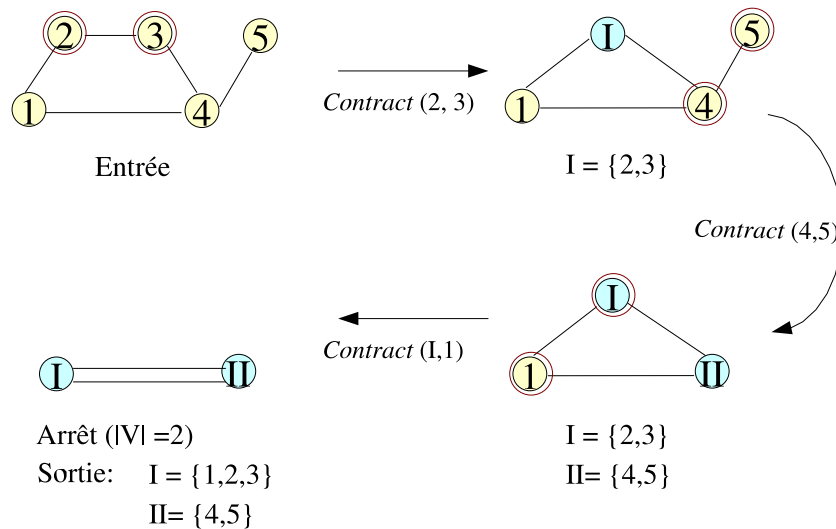 2
3
5
1
4
Entrée
Contract (2, 3)
I
5
1
4
I = {2,3}
Contract (4,5)
I
1
II
I = {2,3}
II= {4,5}
Contract (I,1)
I
II
Arrêt (|V| =2)
Sortie: I = {1,2,3}
II= {4,5}